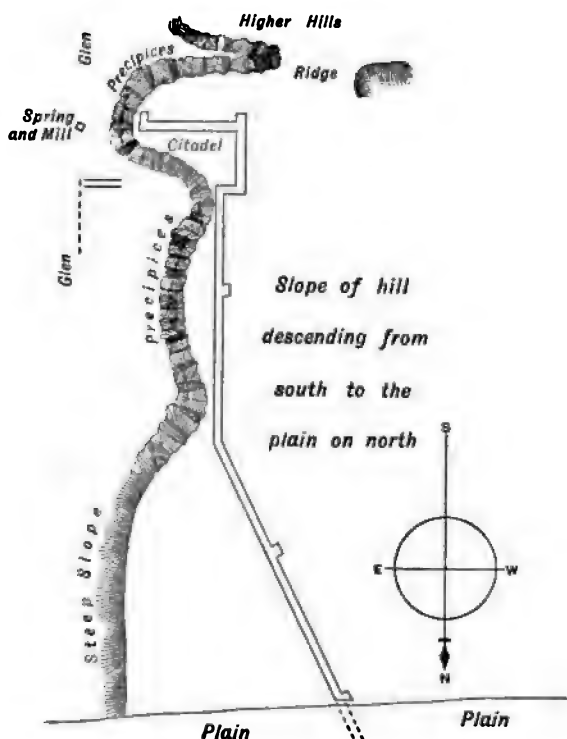 Higher Hills
Glen
Precipices
Ridge
Spring
and Mill
Citadel
Glen
precipices
Slope of hill
descending from
south to the
plain on north
S
E
W
N
Steep Slope
Plain
Plain